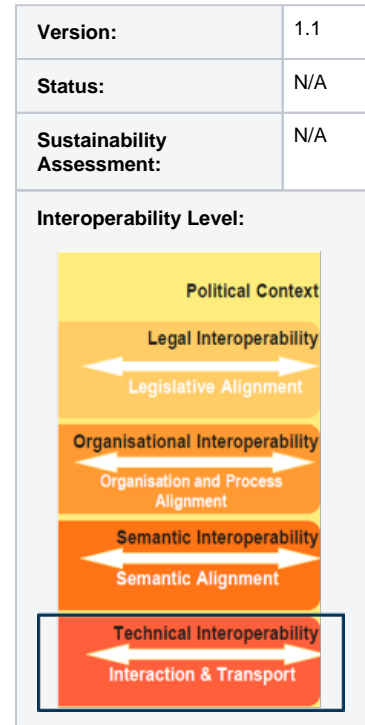 Version: 1.1
Status: N/A
Sustainability N/A
Assessment:
Interoperability Level:
Political Context
Legal Interoperability
Legislative Alignment
Organisational Interoperability
Organisation and Process
Alignment
Semantic Interoperability
Semantic Alignment
Technical Interoperability
Interaction & Transport